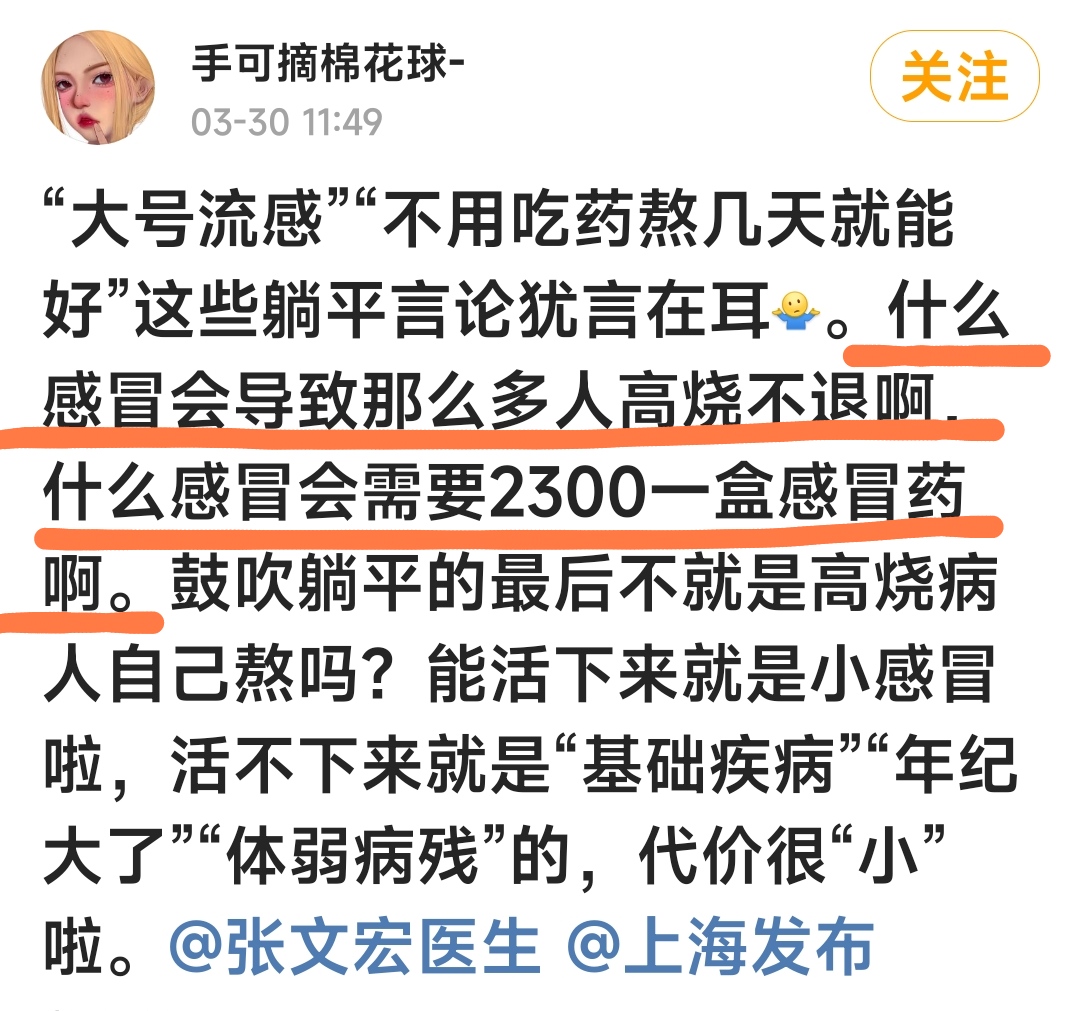 手可摘棉花球-
03-30 11:49
关注
“大号流感”“不用吃药熬几天就能
好”这些躺平言论犹言在耳🤷。什么
感冒会导致那么多人高烧不退啊，
什么感冒会需要2300一盒感冒药
啊。鼓吹躺平的最后不就是高烧病
人自己熬吗？能活下来就是小感冒
啦，活不下来就是“基础疾病”“年纪
大了”“体弱病残”的，代价很“小”
啦。@张文宏医生 @上海发布